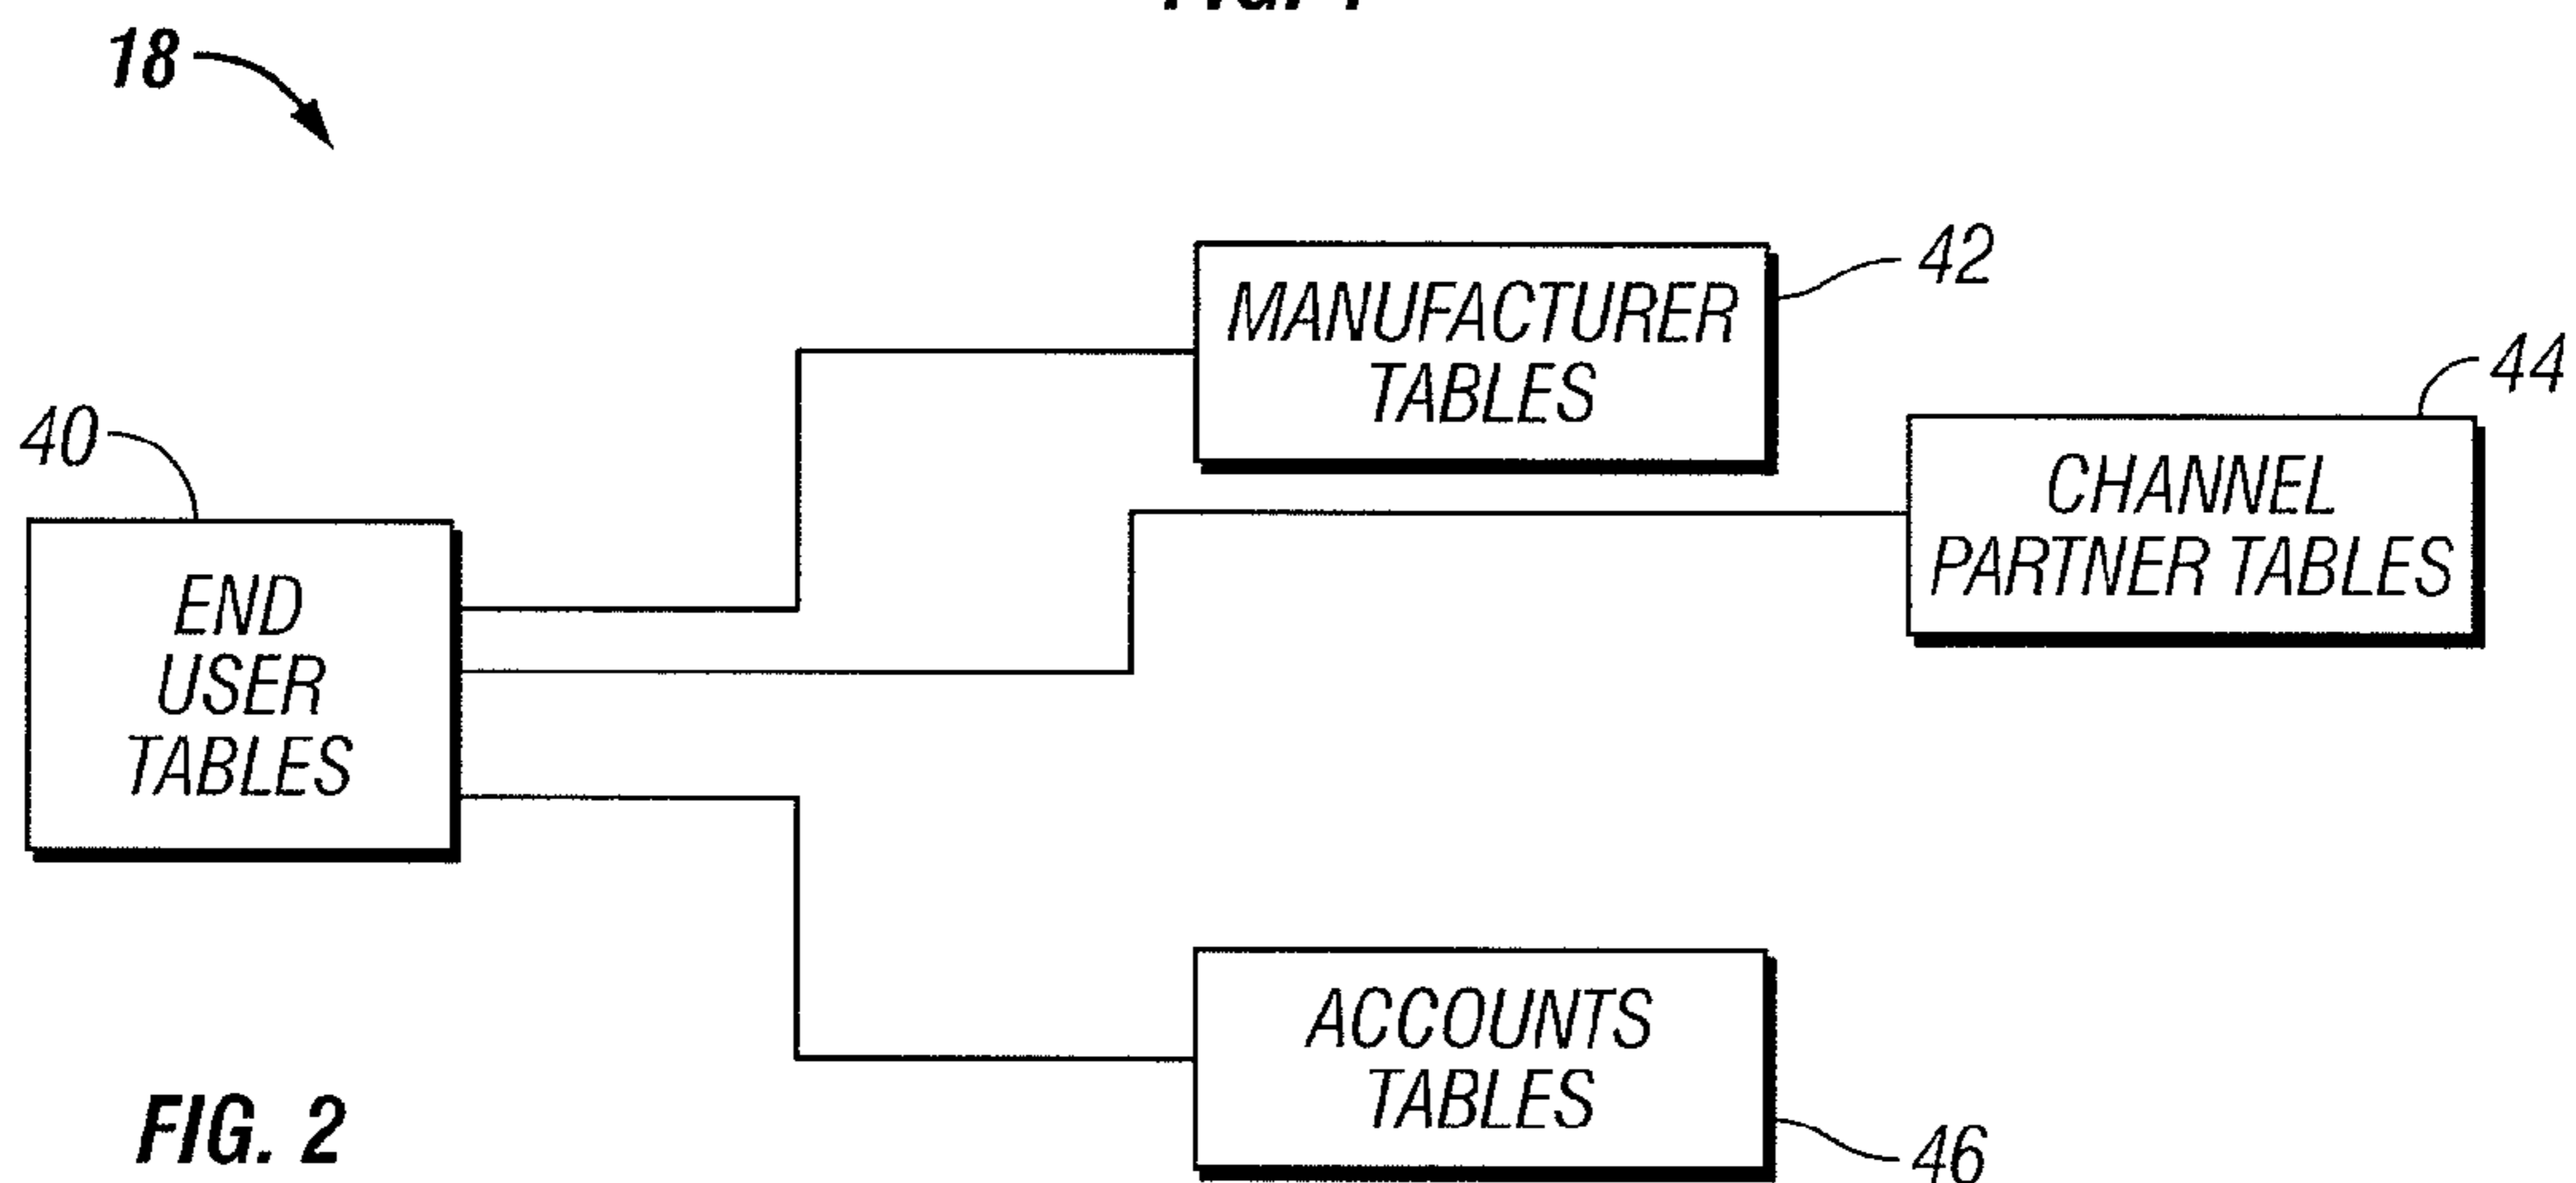 18
42
MANUFACTURER
TABLES
44
CHANNEL
PARTNER TABLES
40
END
USER
TABLES
ACCOUNTS
TABLES
46
FIG. 2